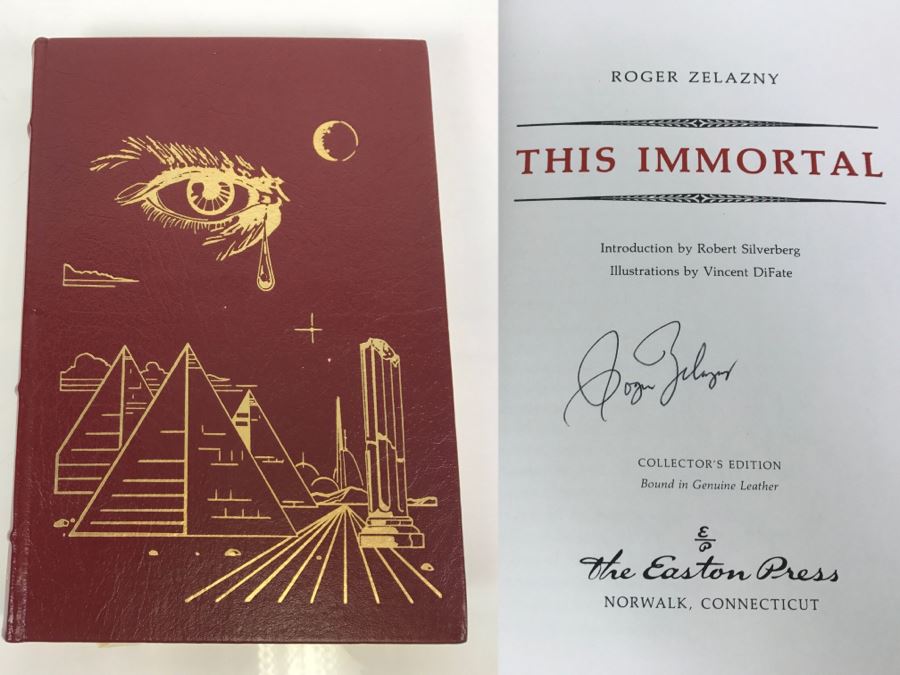 ROGER ZELAZNY
THIS IMMORTAL
Introduction by Robert Silverberg
Illustrations by Vincent DiFate
Roger Zelazny
COLLECTOR'S EDITION
Bound in Genuine Leather
E
P
The Easton Press
NORWALK, CONNECTICUT